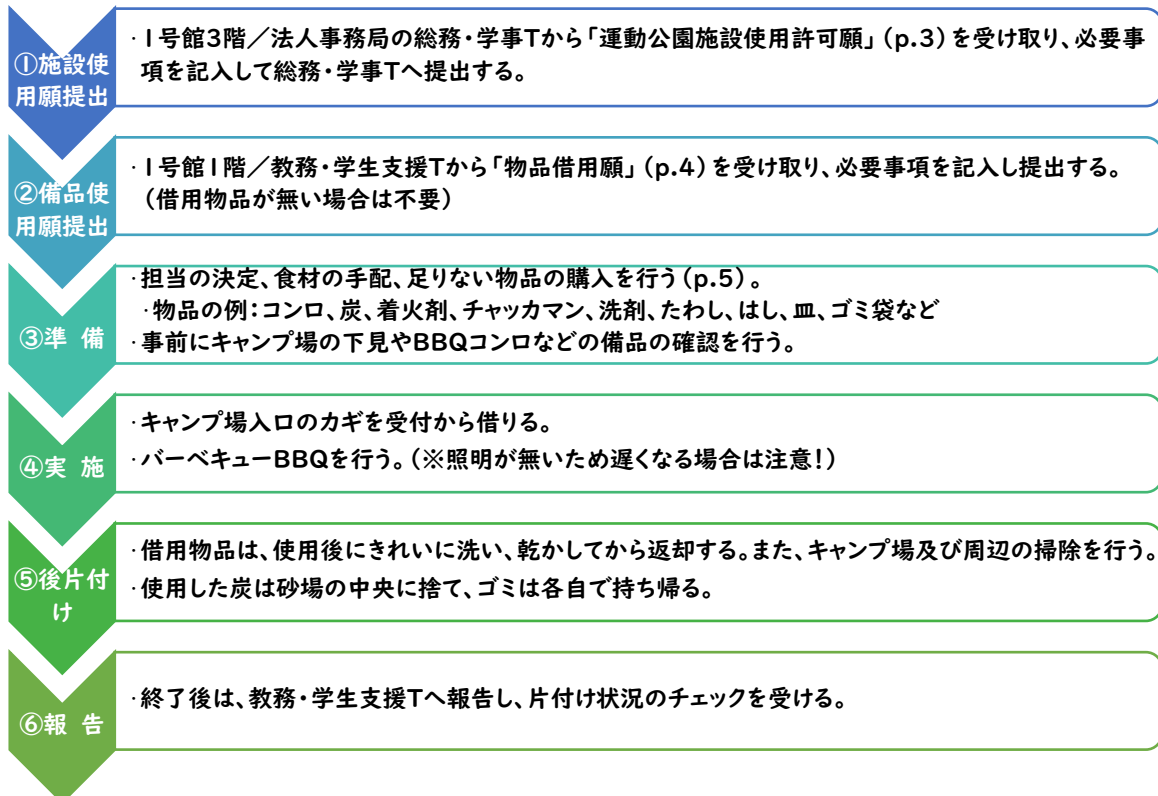 ①施設使
用願提出
・1号館3階／法人事務局の総務・学事Tから「運動公園施設使用許可願」(p.3)を受け取り、必要事
項を記入して総務・学事Tへ提出する。
②備品使
用願提出
・1号館1階／教務・学生支援Tから「物品借用願」(p.4)を受け取り、必要事項を記入し提出する。
（借用物品が無い場合は不要）
③準 備
・担当の決定、食材の手配、足りない物品の購入を行う(p.5)。
・物品の例：コンロ、炭、着火剤、チャッカマン、洗剤、たわし、はし、皿、ゴミ袋など
・事前にキャンプ場の下見やBBQコンロなどの備品の確認を行う。
④実 施
・キャンプ場入口のカギを受付から借りる。
・バーベキューBBQを行う。(※照明が無いため遅くなる場合は注意！)
⑤後片付
け
・借用物品は、使用後にきれいに洗い、乾かしてから返却する。また、キャンプ場及び周辺の掃除を行う。
・使用した炭は砂場の中央に捨て、ゴミは各自で持ち帰る。
⑥報 告
・終了後は、教務・学生支援Tへ報告し、片付け状況のチェックを受ける。